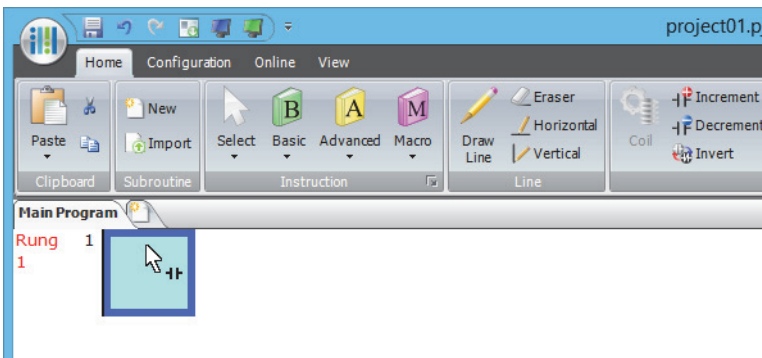 project01.p
Home Configuration Online View
Paste
New
Import
Select Basic Advanced Macro
B A M
Draw Line
Eraser
Horizontal
Vertical
Coil
Increment
Decrement
Invert
Clipboard Subroutine Instruction Line
Main Program
Rung 1
1